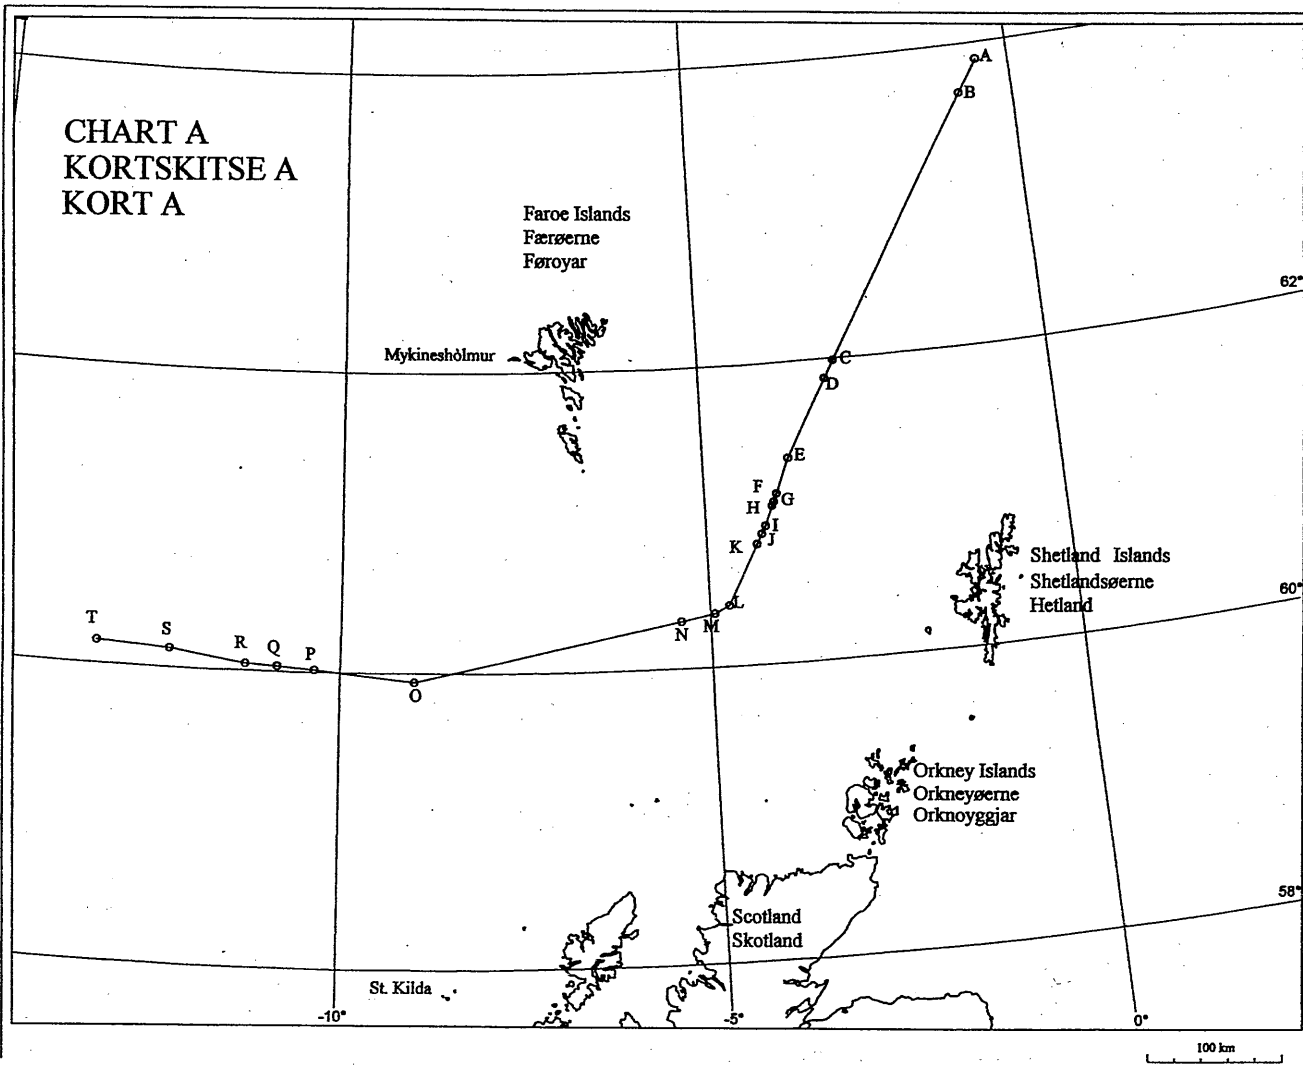 CHART A
KORTSKITSE A
KORT A
A
B
Faroe Islands
Færøerne
Føroyar
62°
Mykineshòlmur
C
D
E
F
G
H
I
J
K
Shetland Islands
Shetlandsøerne
Hetland
60°
L
M
N
T
S
R
Q
P
O
Orkney Islands
Orkneyøerne
Orknoyggjar
58°
Scotland
Skotland
St. Kilda
-10°
-5°
0°
100 km